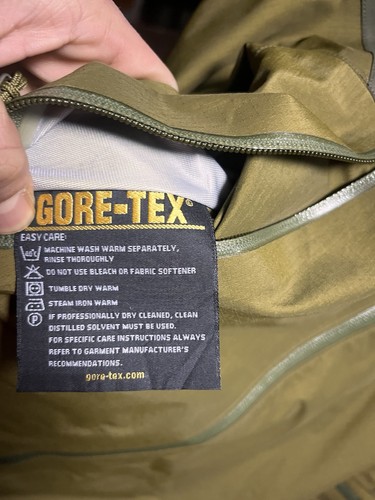 GORE-TEX®
EASY CARE:
40°C MACHINE WASH WARM SEPARATELY,
RINSE THOROUGHLY
DO NOT USE BLEACH OR FABRIC SOFTENER
TUMBLE DRY WARM
STEAM IRON WARM
P IF PROFESSIONALLY DRY CLEANED, CLEAN
DISTILLED SOLVENT MUST BE USED.
FOR SPECIFIC CARE INSTRUCTIONS ALWAYS
REFER TO GARMENT MANUFACTURER'S
RECOMMENDATIONS.
gore-tex.com